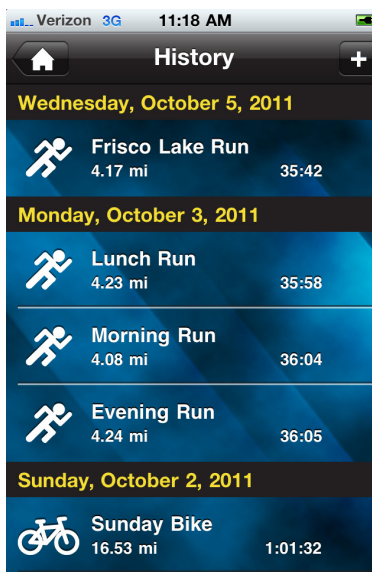 Verizon 3G 11:18 AM
History
+
Wednesday, October 5, 2011
Frisco Lake Run
4.17 mi 35:42
Monday, October 3, 2011
Lunch Run
4.23 mi 35:58
Morning Run
4.08 mi 36:04
Evening Run
4.24 mi 36:05
Sunday, October 2, 2011
Sunday Bike
16.53 mi 1:01:32